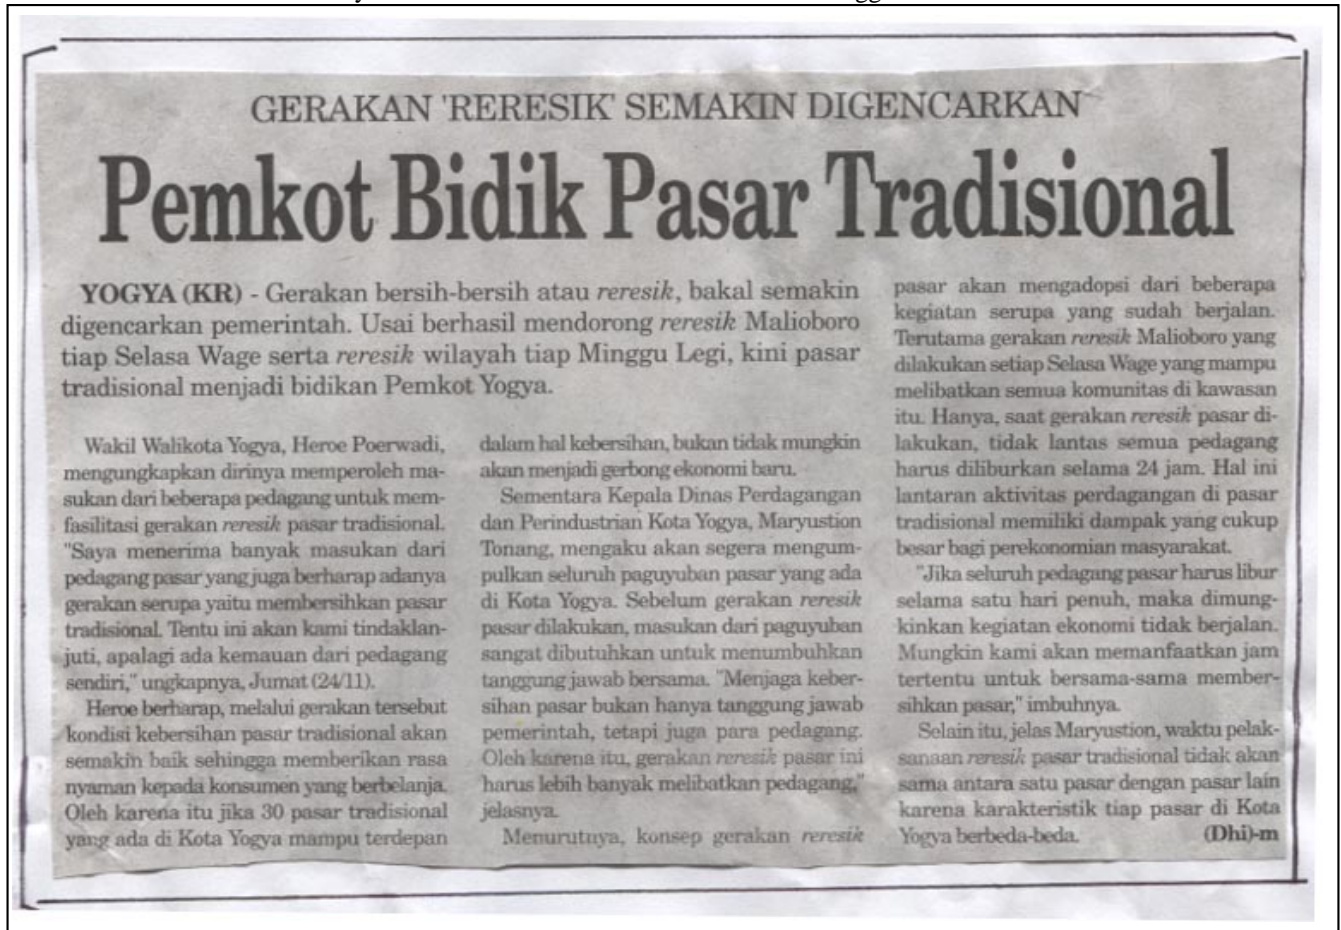 GERAKAN 'RERESIK' SEMAKIN DIGENCARKAN
Pemkot Bidik Pasar Tradisional
YOGYA (KR) - Gerakan bersih-bersih atau reresik, bakal semakin
digencarkan pemerintah. Usai berhasil mendorong reresik Malioboro
tiap Selasa Wage serta reresik wilayah tiap Minggu Legi, kini pasar
tradisional menjadi bidikan Pemkot Yogya.
Wakil Walikota Yogya, Heroe Poerwadi,
mengungkapkan dirinya memperoleh ma-
sukan dari beberapa pedagang untuk mem-
fasilitasi gerakan reresik pasar tradisional.
"Saya menerima banyak masukan dari
pedagang pasar yang juga berharap adanya
gerakan serupa yaitu membersihkan pasar
tradisional. Tentu ini akan kami tindaklan-
juti, apalagi ada kemauan dari pedagang
sendiri," ungkapnya, Jumat (24/11).
Heroe berharap, melalui gerakan tersebut
kondisi kebersihan pasar tradisional akan
semakin baik sehingga memberikan rasa
nyaman kepada konsumen yang berbelanja.
Oleh karena itu jika 30 pasar tradisional
yang ada di Kota Yogya mampu terdepan
dalam hal kebersihan, bukan tidak mungkin
akan menjadi gerbong ekonomi baru.
Sementara Kepala Dinas Perdagangan
dan Perindustrian Kota Yogya, Maryustion
Tonang, mengaku akan segera mengum-
pulkan seluruh paguyuban pasar yang ada
di Kota Yogya. Sebelum gerakan reresik
pasar dilakukan, masukan dari paguyuban
sangat dibutuhkan untuk menumbuhkan
tanggung jawab bersama. "Menjaga keber-
sihan pasar bukan hanya tanggung jawab
pemerintah, tetapi juga para pedagang.
Oleh karena itu, gerakan reresik pasar ini
harus lebih banyak melibatkan pedagang,"
jelasnya.
Menurutnya, konsep gerakan reresik
pasar akan mengadopsi dari beberapa
kegiatan serupa yang sudah berjalan.
Terutama gerakan reresik Malioboro yang
dilakukan setiap Selasa Wage yang mampu
melibatkan semua komunitas di kawasan
itu. Hanya, saat gerakan reresik pasar di-
lakukan, tidak lantas semua pedagang
harus diliburkan selama 24 jam. Hal ini
lantaran aktivitas perdagangan di pasar
tradisional memiliki dampak yang cukup
besar bagi perekonomian masyarakat.
"Jika seluruh pedagang pasar harus libur
selama satu hari penuh, maka dimung-
kinkan kegiatan ekonomi tidak berjalan.
Mungkin kami akan memanfaatkan jam
tertentu untuk bersama-sama member-
sihkan pasar," imbuhnya.
Selain itu, jelas Maryustion, waktu pelak-
sanaan reresik pasar tradisional tidak akan
sama antara satu pasar dengan pasar lain
karena karakteristik tiap pasar di Kota
Yogya berbeda-beda. (Dhi)-m